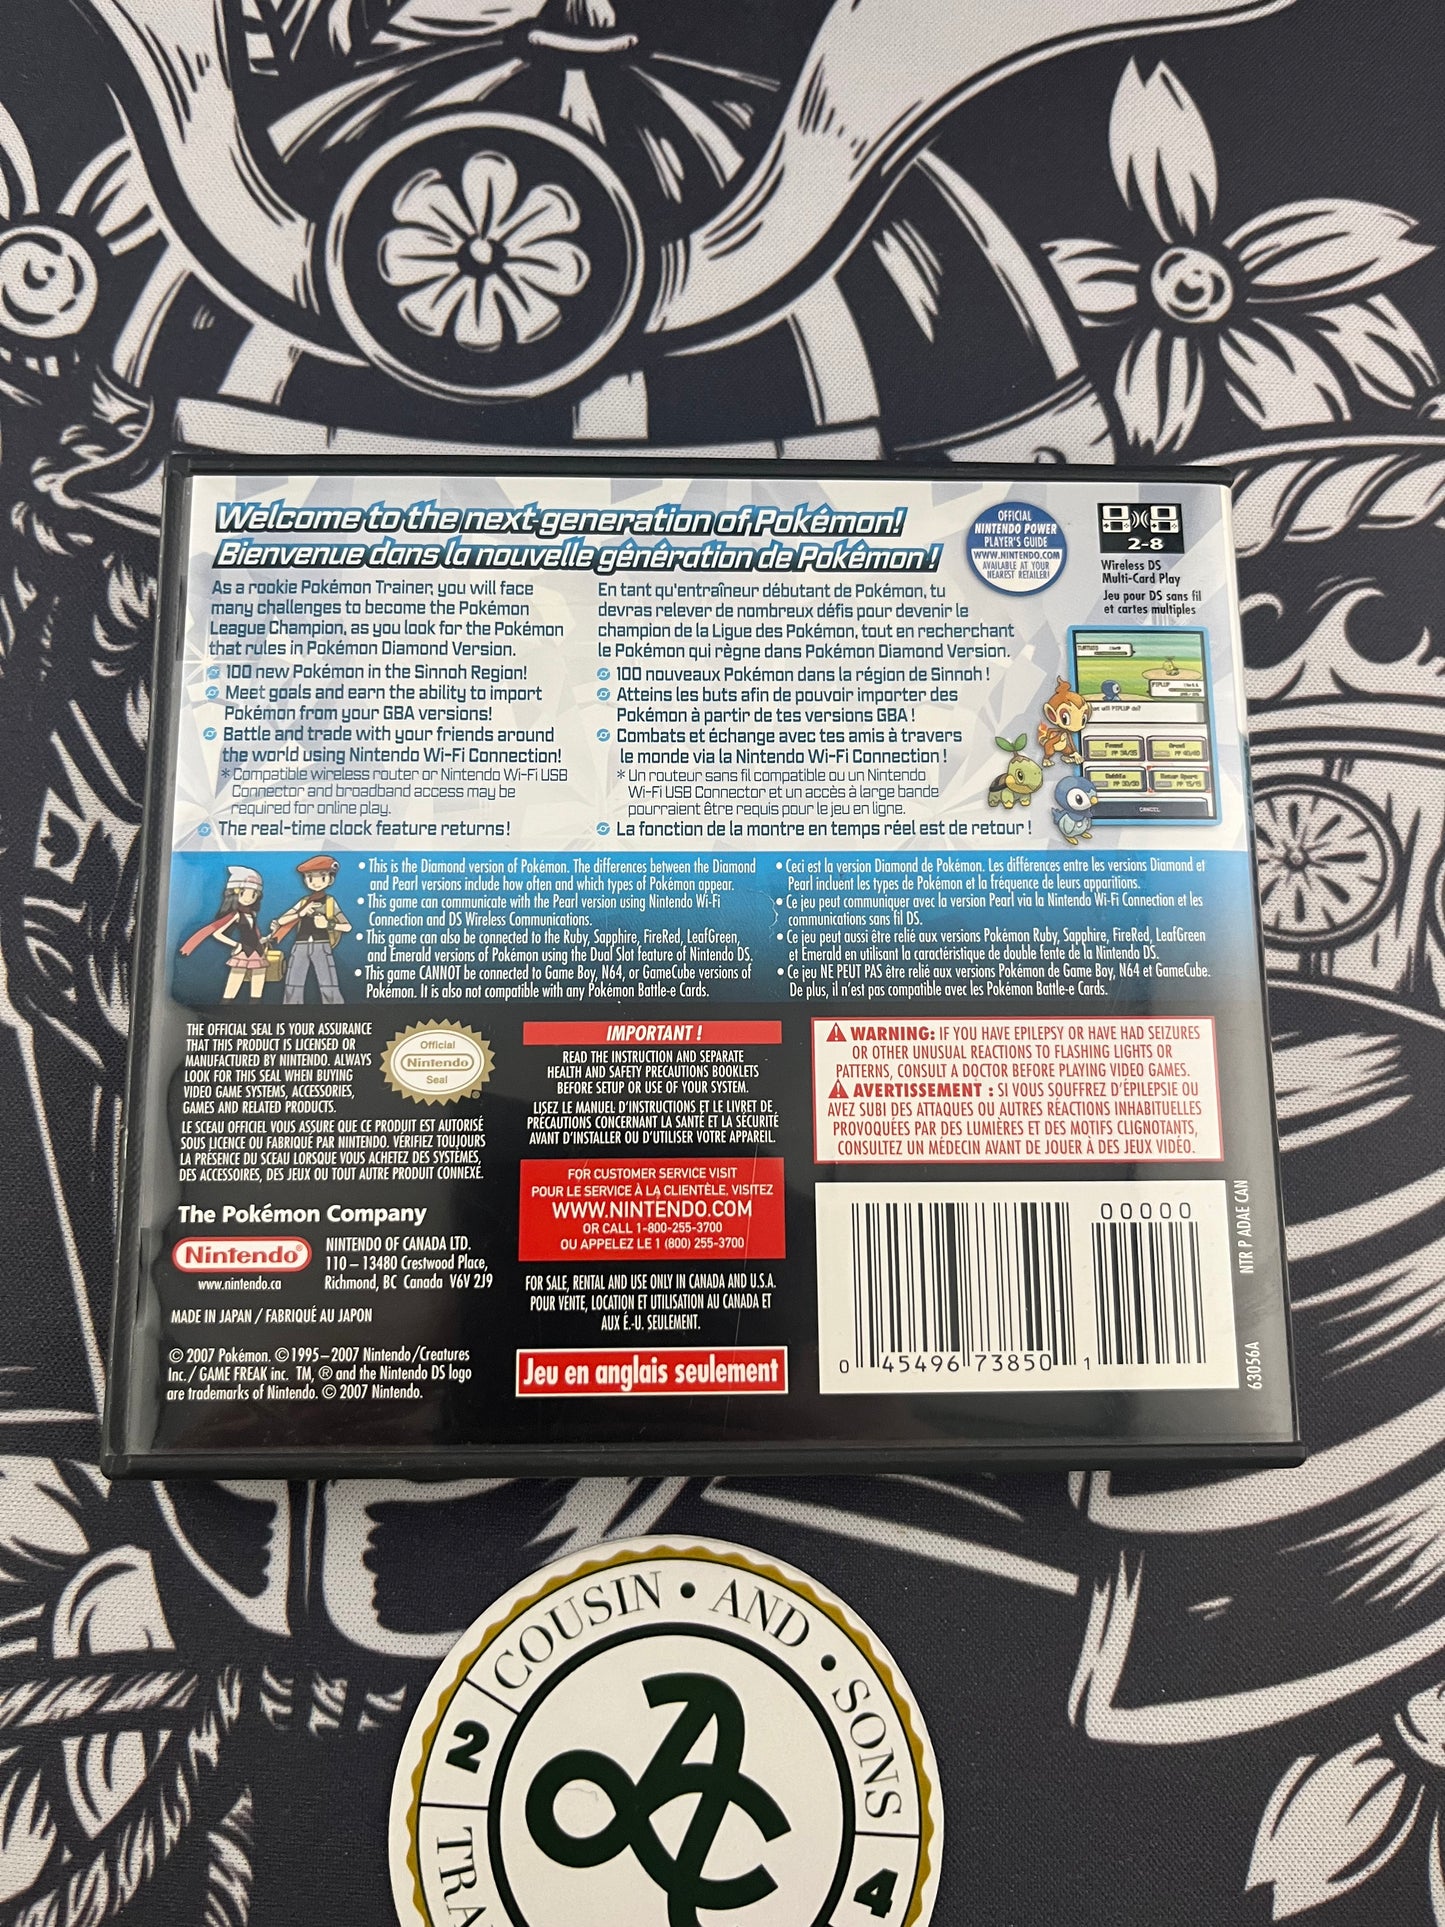 Welcome to the next generation of Pokémon!
Bienvenue dans la nouvelle génération de Pokémon !
As a rookie Pokémon Trainer, you will face
many challenges to become the Pokémon
League Champion, as you look for the Pokémon
that rules in Pokémon Diamond Version.
100 new Pokémon in the Sinnoh Region!
Meet goals and earn the ability to import
Pokémon from your GBA versions!
Battle and trade with your friends around
the world using Nintendo Wi-Fi Connection!
* Compatible wireless router or Nintendo Wi-Fi USB
Connector and broadband access may be
required for online play.
The real-time clock feature returns!
En tant qu'entraîneur débutant de Pokémon, tu
devras relever de nombreux défis pour devenir le
champion de la Ligue des Pokémon, tout en recherchant
le Pokémon qui règne dans Pokémon Diamond Version.
100 nouveaux Pokémon dans la région de Sinnoh !
Atteins les buts afin de pouvoir importer des
Pokémon à partir de tes versions GBA !
Combats et échange avec tes amis à travers
le monde via la Nintendo Wi-Fi Connection !
* Un routeur sans fil compatible ou un Nintendo
Wi-Fi USB Connector et un accès à large bande
pourraient être requis pour le jeu en ligne.
La fonction de la montre en temps réel est de retour !
OFFICIAL
NINTENDO POWER
PLAYER'S GUIDE
WWW.NINTENDO.COM
AVAILABLE AT YOUR
NEAREST RETAILER!
2-8
Wireless DS
Multi-Card Play
Jeu pour DS sans fil
et cartes multiples
PIPLUP
CANCEL
• This is the Diamond version of Pokémon. The differences between the Diamond
and Pearl versions include how often and which types of Pokémon appear.
• This game can communicate with the Pearl version using Nintendo Wi-Fi
Connection and DS Wireless Communications.
• This game can also be connected to the Ruby, Sapphire, FireRed, LeafGreen,
and Emerald versions of Pokémon using the Dual Slot feature of Nintendo DS.
• This game CANNOT be connected to Game Boy, N64, or GameCube versions of
Pokémon. It is also not compatible with any Pokémon Battle-e Cards.
• Ceci est la version Diamond de Pokémon. Les différences entre les versions Diamond et
Pearl incluent les types de Pokémon et la fréquence de leurs apparitions.
• Ce jeu peut communiquer avec la version Pearl via la Nintendo Wi-Fi Connection et les
communications sans fil DS.
• Ce jeu peut aussi être relié aux versions Pokémon Ruby, Sapphire, FireRed, LeafGreen
et Emerald en utilisant la caractéristique de double fente de la Nintendo DS.
• Ce jeu NE PEUT PAS être relié aux versions Pokémon de Game Boy, N64 et GameCube.
De plus, il n'est pas compatible avec les Pokémon Battle-e Cards.
THE OFFICIAL SEAL IS YOUR ASSURANCE
THAT THIS PRODUCT IS LICENSED OR
MANUFACTURED BY NINTENDO. ALWAYS
LOOK FOR THIS SEAL WHEN BUYING
VIDEO GAME SYSTEMS, ACCESSORIES,
GAMES AND RELATED PRODUCTS.
Official
Nintendo
Seal
LE SCEAU OFFICIEL VOUS ASSURE QUE CE PRODUIT EST AUTORISÉ
SOUS LICENCE OU FABRIQUÉ PAR NINTENDO. VÉRIFIEZ TOUJOURS
LA PRÉSENCE DU SCEAU LORSQUE VOUS ACHETEZ DES SYSTÈMES,
DES ACCESSOIRES, DES JEUX OU TOUT AUTRE PRODUIT CONNEXE.
The Pokémon Company
Nintendo®
www.nintendo.ca
NINTENDO OF CANADA LTD.
110 – 13480 Crestwood Place,
Richmond, BC Canada V6V 2J9
MADE IN JAPAN / FABRIQUÉ AU JAPON
© 2007 Pokémon. © 1995–2007 Nintendo/Creatures
Inc./ GAME FREAK inc. TM, ® and the Nintendo DS logo
are trademarks of Nintendo. © 2007 Nintendo.
IMPORTANT !
READ THE INSTRUCTION AND SEPARATE
HEALTH AND SAFETY PRECAUTIONS BOOKLETS
BEFORE SETUP OR USE OF YOUR SYSTEM.
LISEZ LE MANUEL D'INSTRUCTIONS ET LE LIVRET DE
PRÉCAUTIONS CONCERNANT LA SANTÉ ET LA SÉCURITÉ
AVANT D'INSTALLER OU D'UTILISER VOTRE APPAREIL.
FOR CUSTOMER SERVICE VISIT
POUR LE SERVICE À LA CLIENTÈLE, VISITEZ
WWW.NINTENDO.COM
OR CALL 1-800-255-3700
OU APPELEZ LE 1 (800) 255-3700
FOR SALE, RENTAL AND USE ONLY IN CANADA AND U.S.A.
POUR VENTE, LOCATION ET UTILISATION AU CANADA ET
AUX É.-U. SEULEMENT.
Jeu en anglais seulement
WARNING: IF YOU HAVE EPILEPSY OR HAVE HAD SEIZURES
OR OTHER UNUSUAL REACTIONS TO FLASHING LIGHTS OR
PATTERNS, CONSULT A DOCTOR BEFORE PLAYING VIDEO GAMES.
AVERTISSEMENT : SI VOUS SOUFFREZ D'ÉPILEPSIE OU
AVEZ SUBI DES ATTAQUES OU AUTRES RÉACTIONS INHABITUELLES
PROVOQUÉES PAR DES LUMIÈRES ET DES MOTIFS CLIGNOTANTS,
CONSULTEZ UN MÉDECIN AVANT DE JOUER À DES JEUX VIDÉO.
00000
0 45496 73850 1
NTR P ADAE CAN
63056A
COUSIN • AND • SONS
2
4
TRA